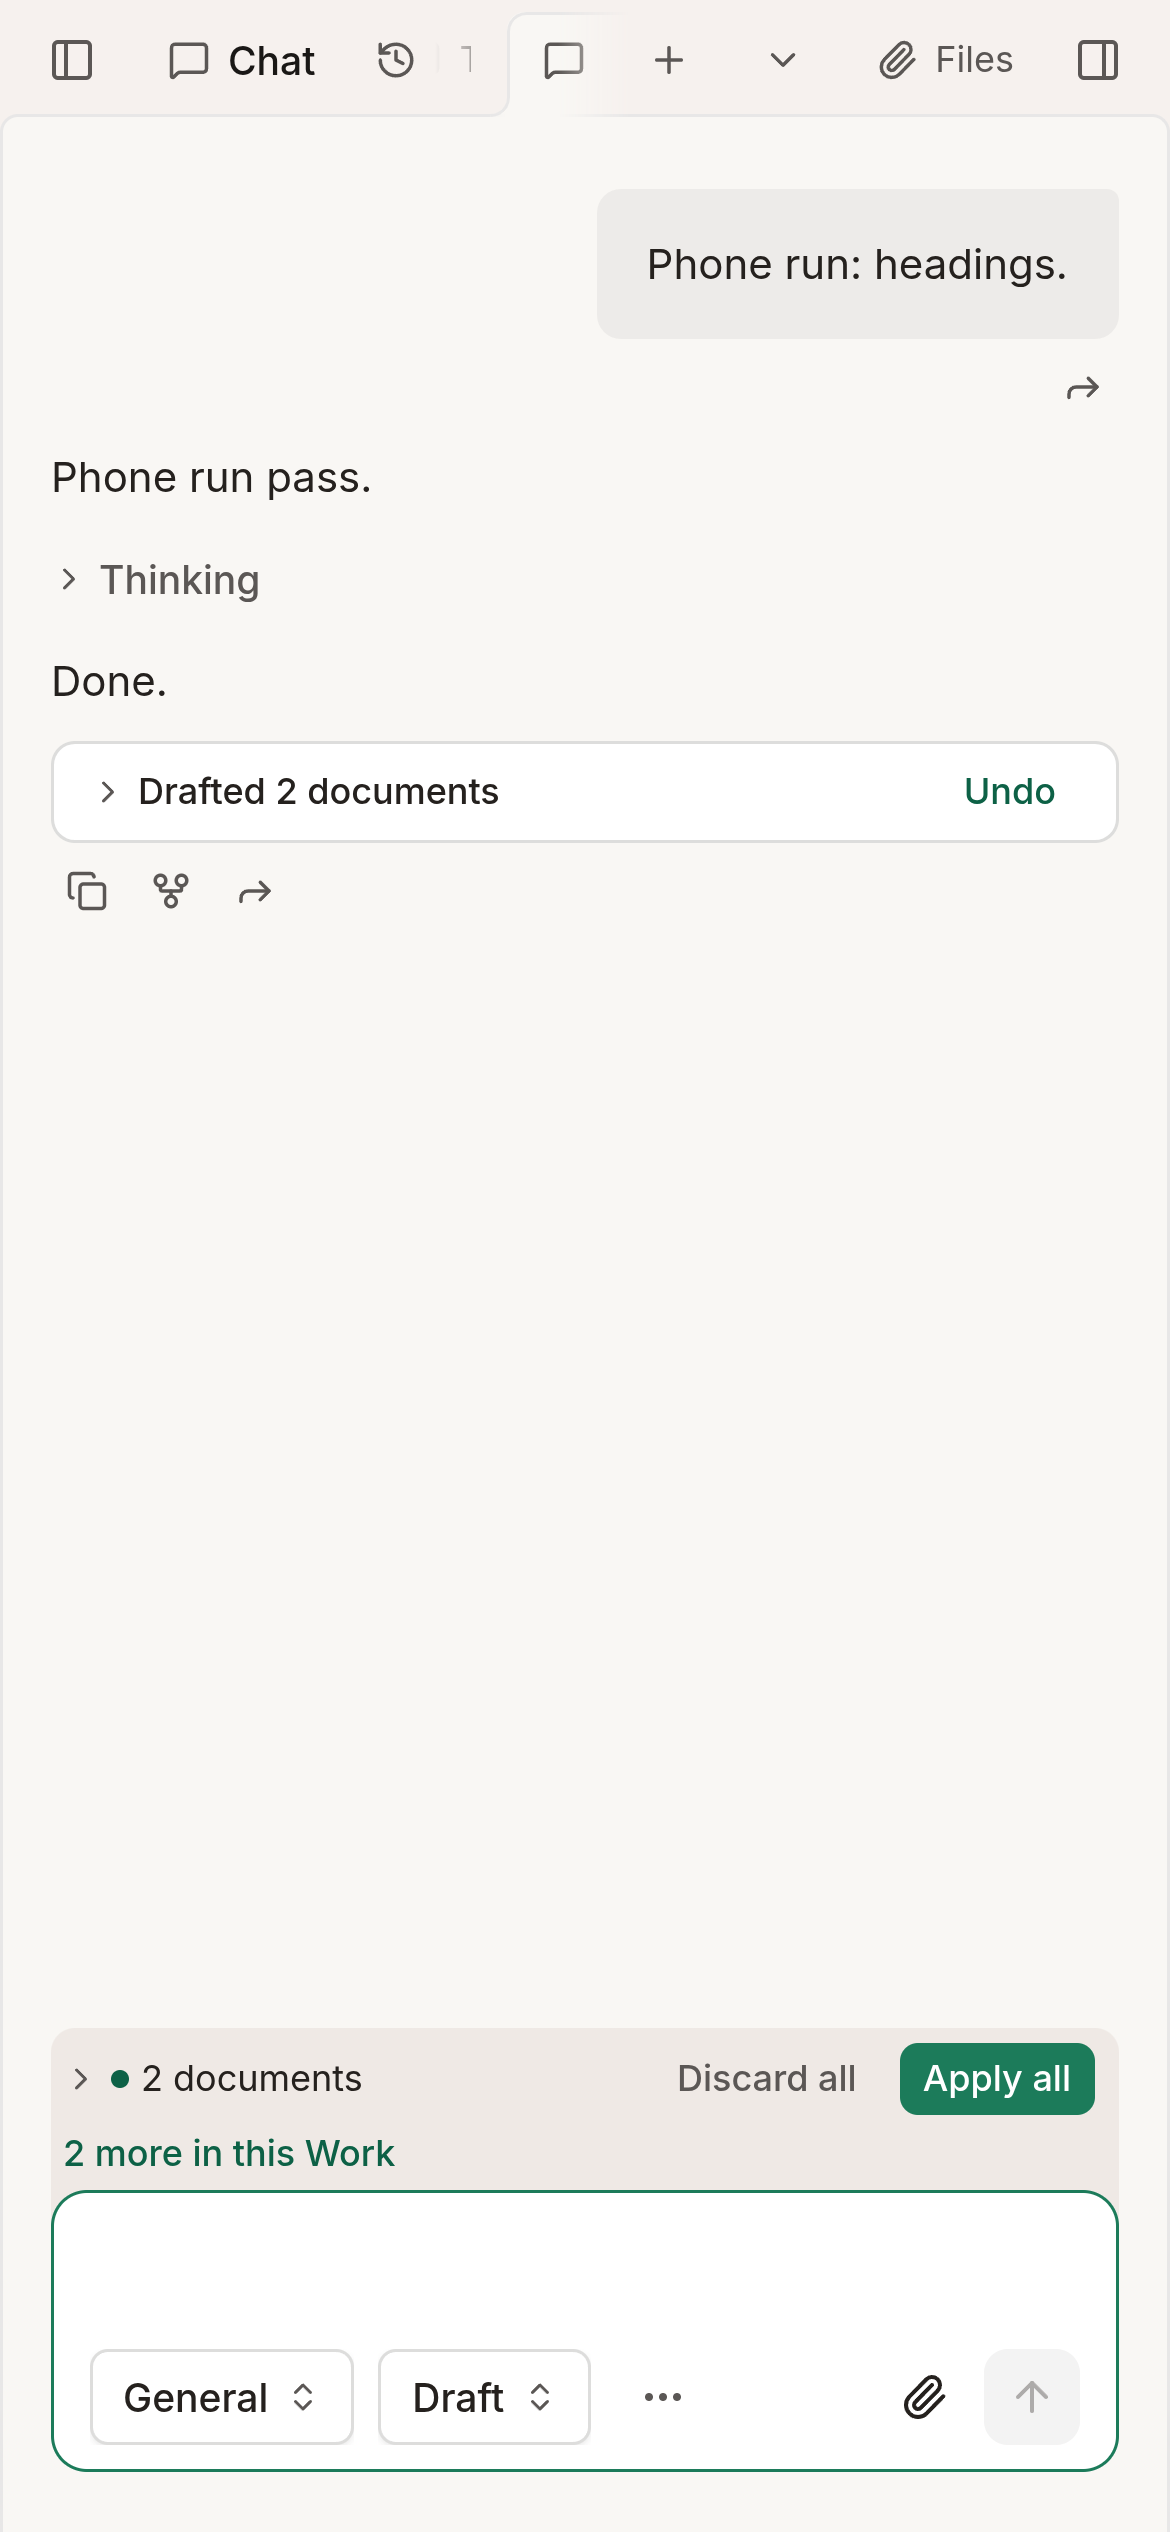 Chat
Files
Phone run: headings.
Phone run pass.
Thinking
Done.
Drafted 2 documents
Undo
2 documents
Discard all
Apply all
2 more in this Work
General
Draft